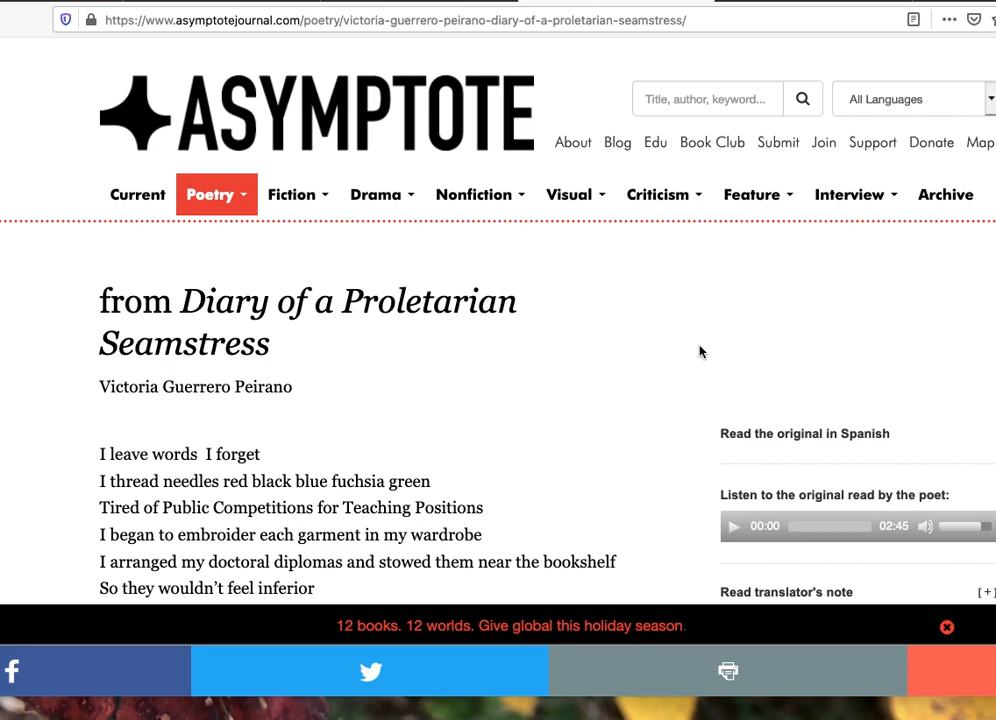 https://www.asymptotejournal.com/poetry/victoria-guerrero-peirano-diary-of-a-proletarian-seamstress/
ASYMPTOTE
Title, author, keyword...
All Languages
About Blog Edu Book Club Submit Join Support Donate Map
Current Poetry Fiction Drama Nonfiction Visual Criticism Feature Interview Archive
from Diary of a Proletarian
Seamstress
Victoria Guerrero Peirano
I leave words  I forget
I thread needles red black blue fuchsia green
Tired of Public Competitions for Teaching Positions
I began to embroider each garment in my wardrobe
I arranged my doctoral diplomas and stowed them near the bookshelf
So they wouldn’t feel inferior
Read the original in Spanish
Listen to the original read by the poet:
00:00 02:45
Read translator's note [+]
12 books. 12 worlds. Give global this holiday season.